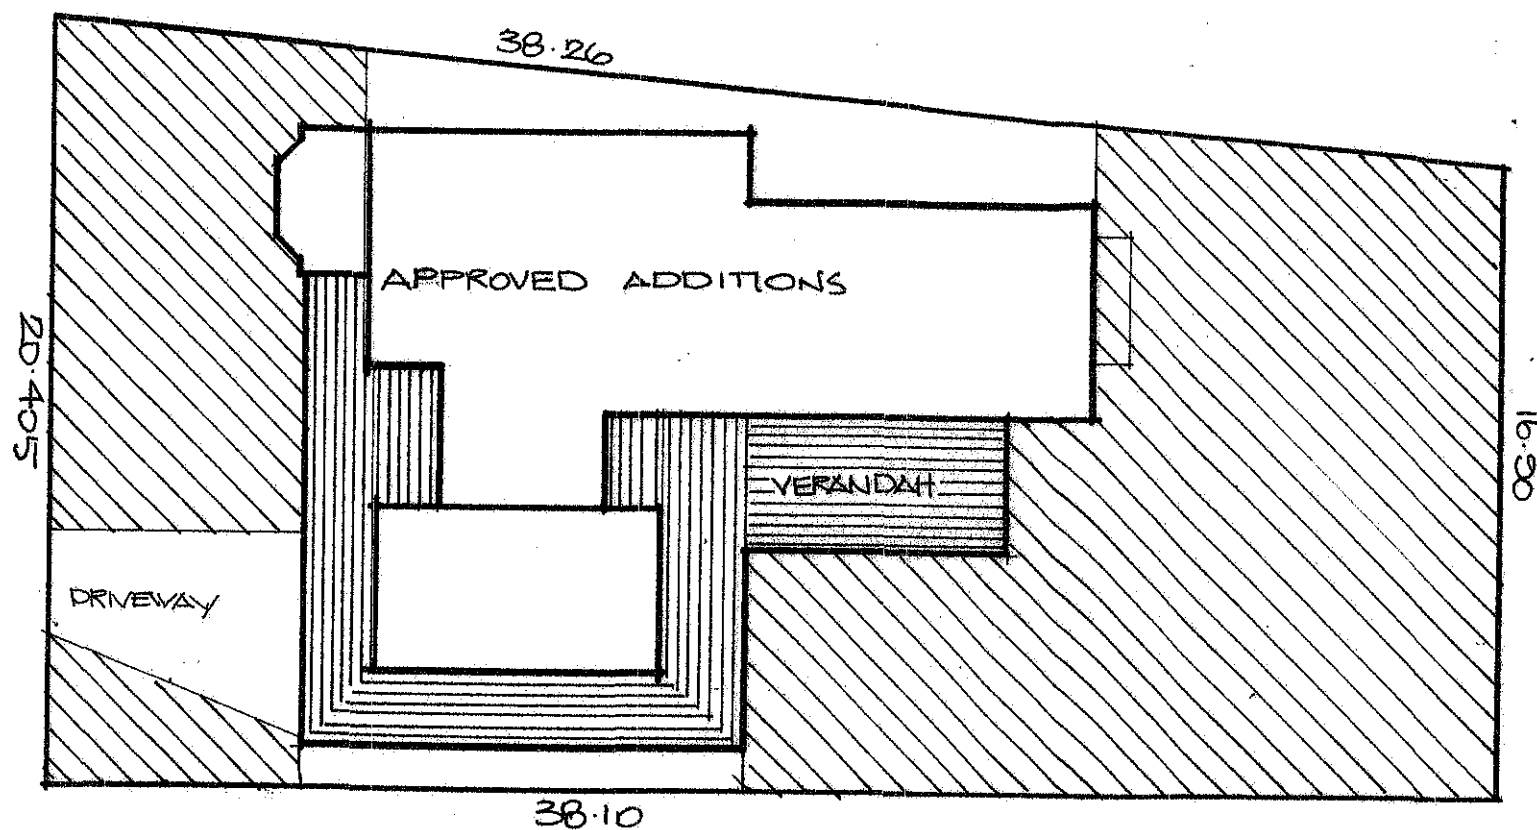 38.26
APPROVED ADDITIONS
20.405
16.90
VERANDAH
DRIVEWAY
38.10